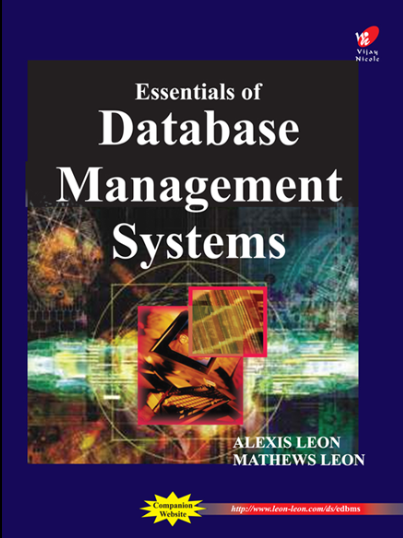 Vijay
Nicole
Essentials of
Database
Management
Systems
ALEXIS LEON
MATHEWS LEON
Companion
Website
http://www.leon-leon.com/ds/edbms